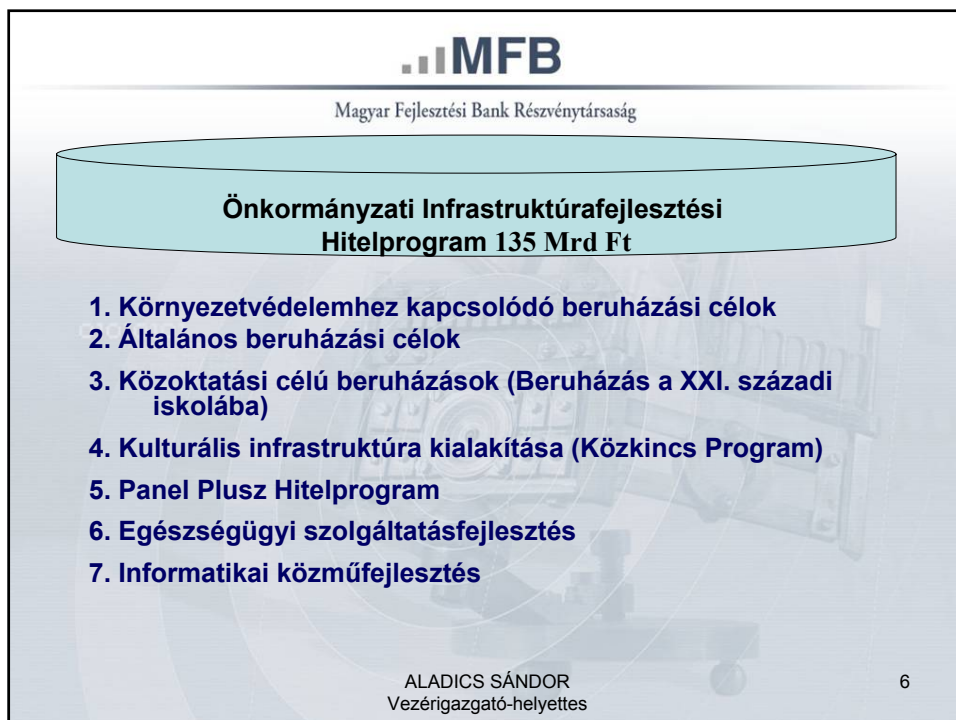 MFB
Magyar Fejlesztési Bank Részvénytársaság
Önkormányzati Infrastruktúrafejlesztési
Hitelprogram 135 Mrd Ft
1. Környezetvédelemhez kapcsolódó beruházási célok
2. Általános beruházási célok
3. Közoktatási célú beruházások (Beruházás a XXI. századi
iskolába)
4. Kulturális infrastruktúra kialakítása (Közkincs Program)
5. Panel Plusz Hitelprogram
6. Egészségügyi szolgáltatásfejlesztés
7. Informatikai közműfejlesztés
ALADICS SÁNDOR
Vezérigazgató-helyettes
6